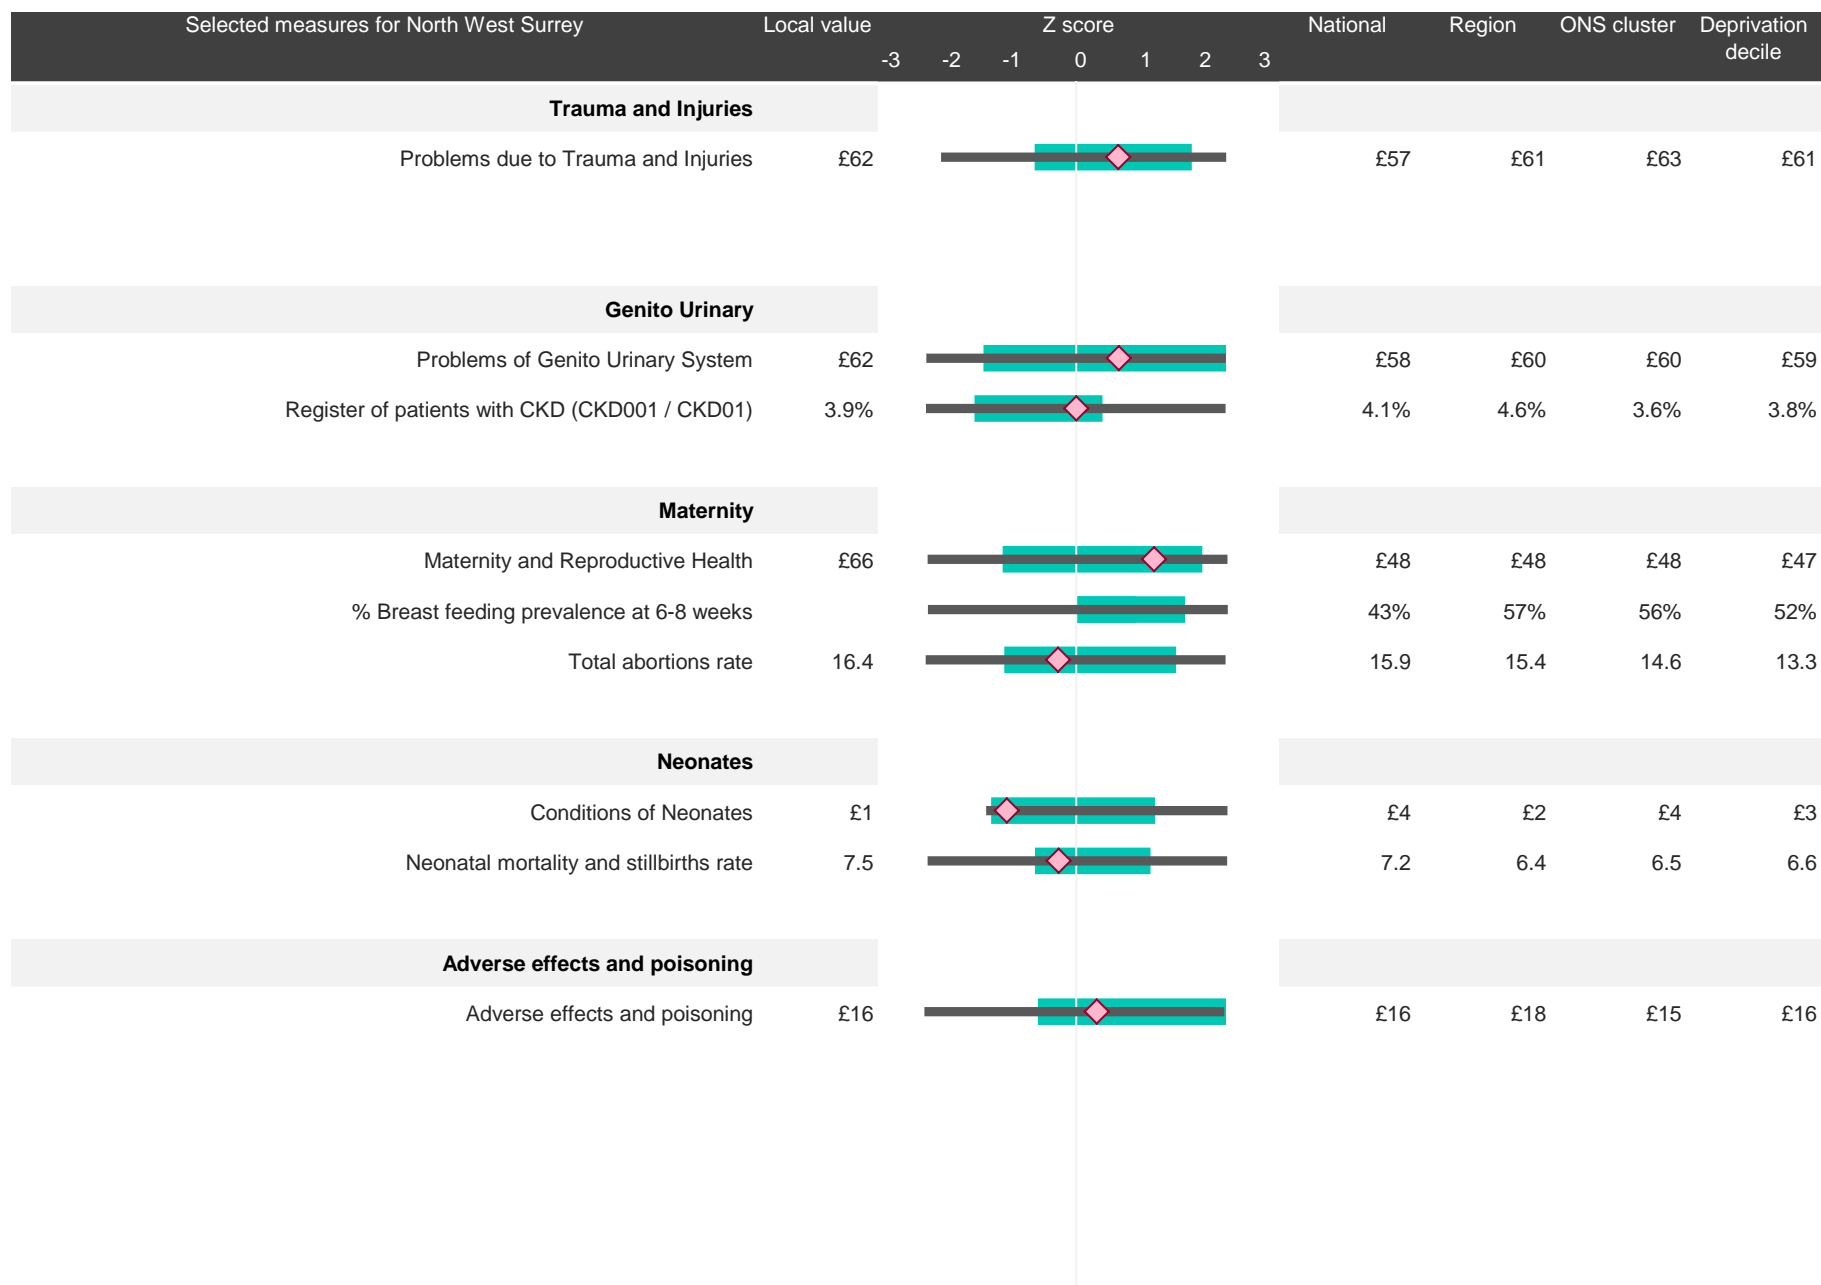 Selected measures for North West Surrey Local value Z score National Region ONS cluster Deprivation decile
-3 -2 -1 0 1 2 3
Trauma and Injuries
Problems due to Trauma and Injuries £62 £57 £61 £63 £61
Genito Urinary
Problems of Genito Urinary System £62 £58 £60 £60 £59
Register of patients with CKD (CKD001 / CKD01) 3.9% 4.1% 4.6% 3.6% 3.8%
Maternity
Maternity and Reproductive Health £66 £48 £48 £48 £47
% Breast feeding prevalence at 6-8 weeks 43% 57% 56% 52%
Total abortions rate 16.4 15.9 15.4 14.6 13.3
Neonates
Conditions of Neonates £1 £4 £2 £4 £3
Neonatal mortality and stillbirths rate 7.5 7.2 6.4 6.5 6.6
Adverse effects and poisoning
Adverse effects and poisoning £16 £16 £18 £15 £16